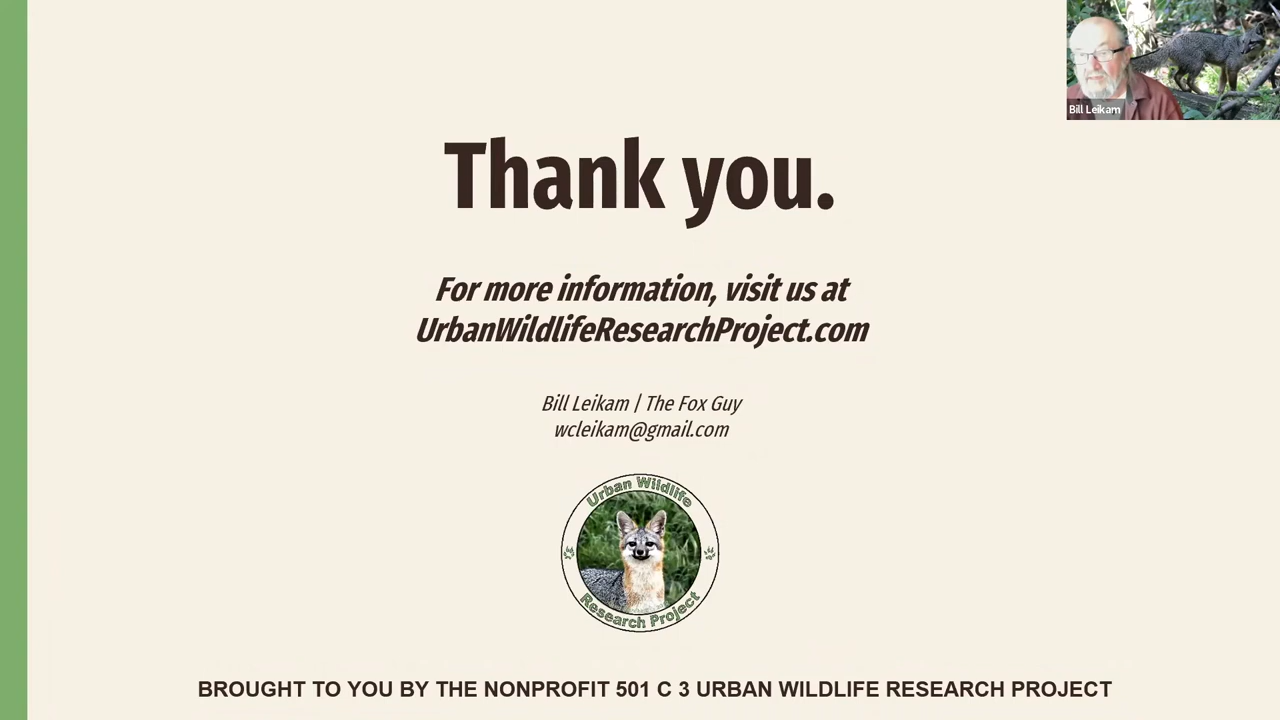 Bill Leikam
Thank you.
For more information, visit us at
UrbanWildlifeResearchProject.com
Bill Leikam | The Fox Guy
wcleikam@gmail.com
Urban Wildlife
Research Project
BROUGHT TO YOU BY THE NONPROFIT 501 C 3 URBAN WILDLIFE RESEARCH PROJECT